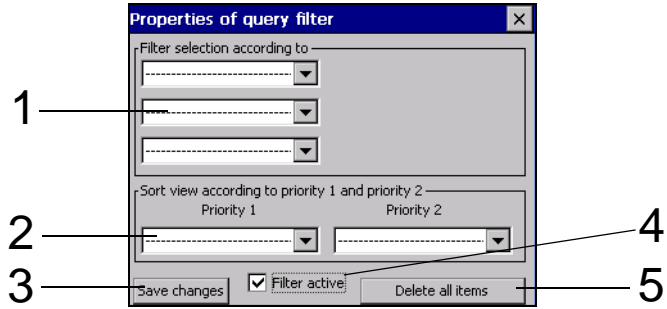 Properties of query filter
Filter selection according to
1
Sort view according to priority 1 and priority 2
Priority 1 Priority 2
2
4
3 Save changes Filter active Delete all items 5